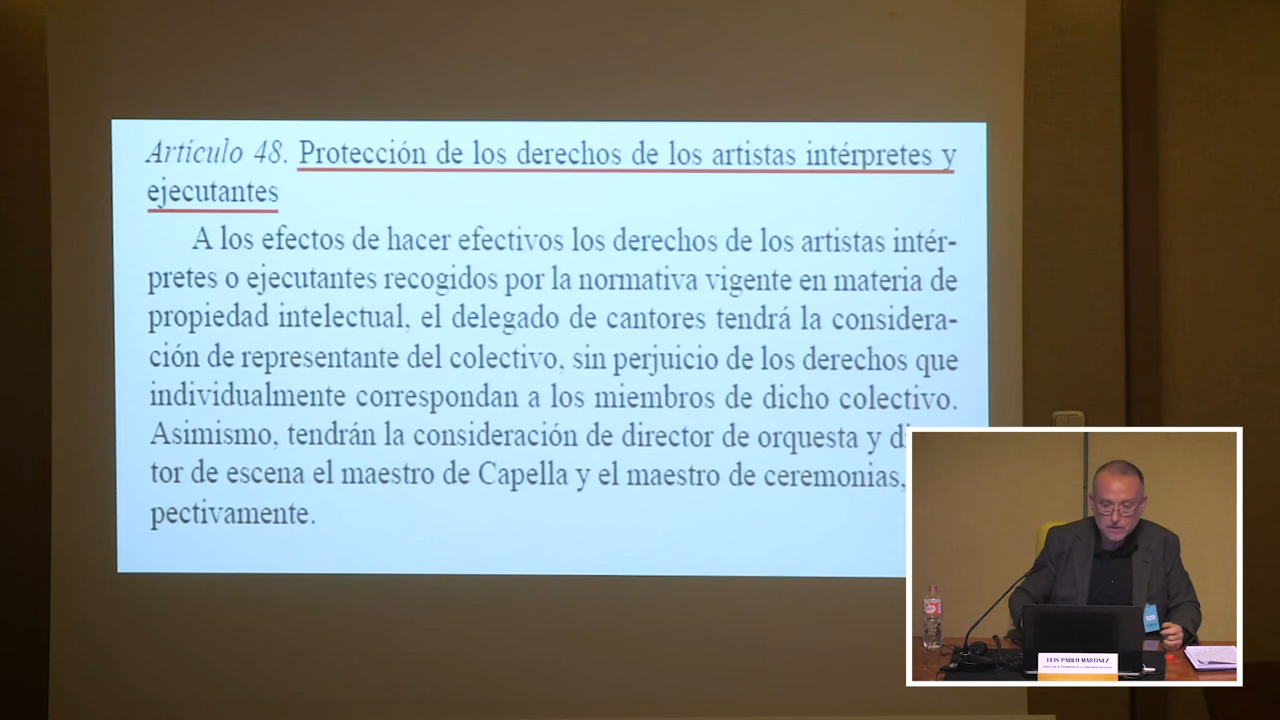 Artículo 48. Protección de los derechos de los artistas intérpretes y
ejecutantes
A los efectos de hacer efectivos los derechos de los artistas intér-
pretes o ejecutantes recogidos por la normativa vigente en materia de
propiedad intelectual, el delegado de cantores tendrá la considera-
ción de representante del colectivo, sin perjuicio de los derechos que
individualmente correspondan a los miembros de dicho colectivo.
Asimismo, tendrán la consideración de director de orquesta y di
tor de escena el maestro de Capella y el maestro de ceremonias,
pectivamente.
LUIS PABLO MARTÍNEZ